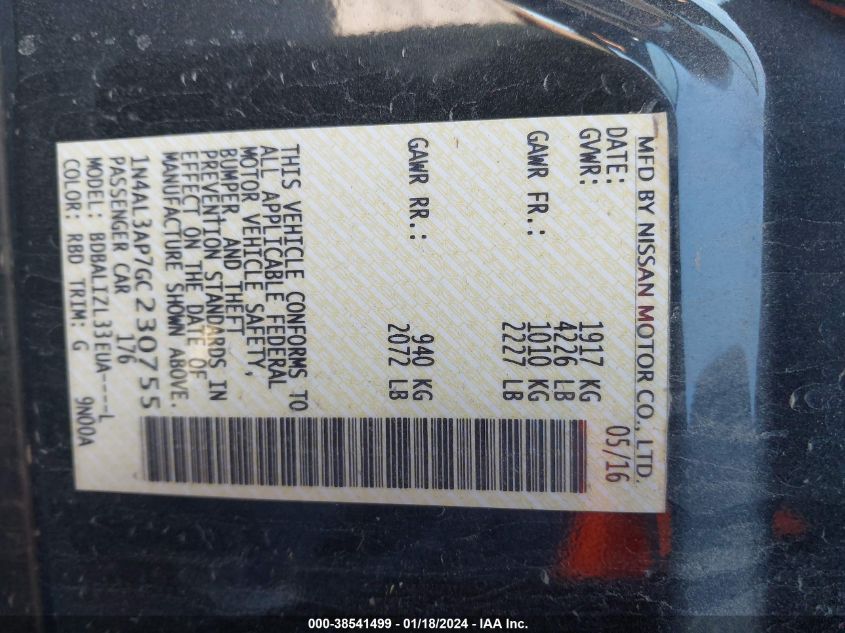 MFD BY NISSAN MOTOR CO., LTD.
DATE: 05/16
GVWR: 1917 KG
4226 LB
GAWR FR.: 1010 KG
2227 LB
GAWR RR.: 940 KG
2072 LB
THIS VEHICLE CONFORMS TO
ALL APPLICABLE FEDERAL
MOTOR VEHICLE SAFETY,
BUMPER, AND THEFT
PREVENTION STANDARDS IN
EFFECT ON THE DATE OF
MANUFACTURE SHOWN ABOVE.
1N4AL3AP7GC230755
PASSENGER CAR 176
MODEL: BDBALTZL33EUA----L
COLOR: RBD TRIM: G 9N00A
000-38541499 - 01/18/2024 - IAA Inc.